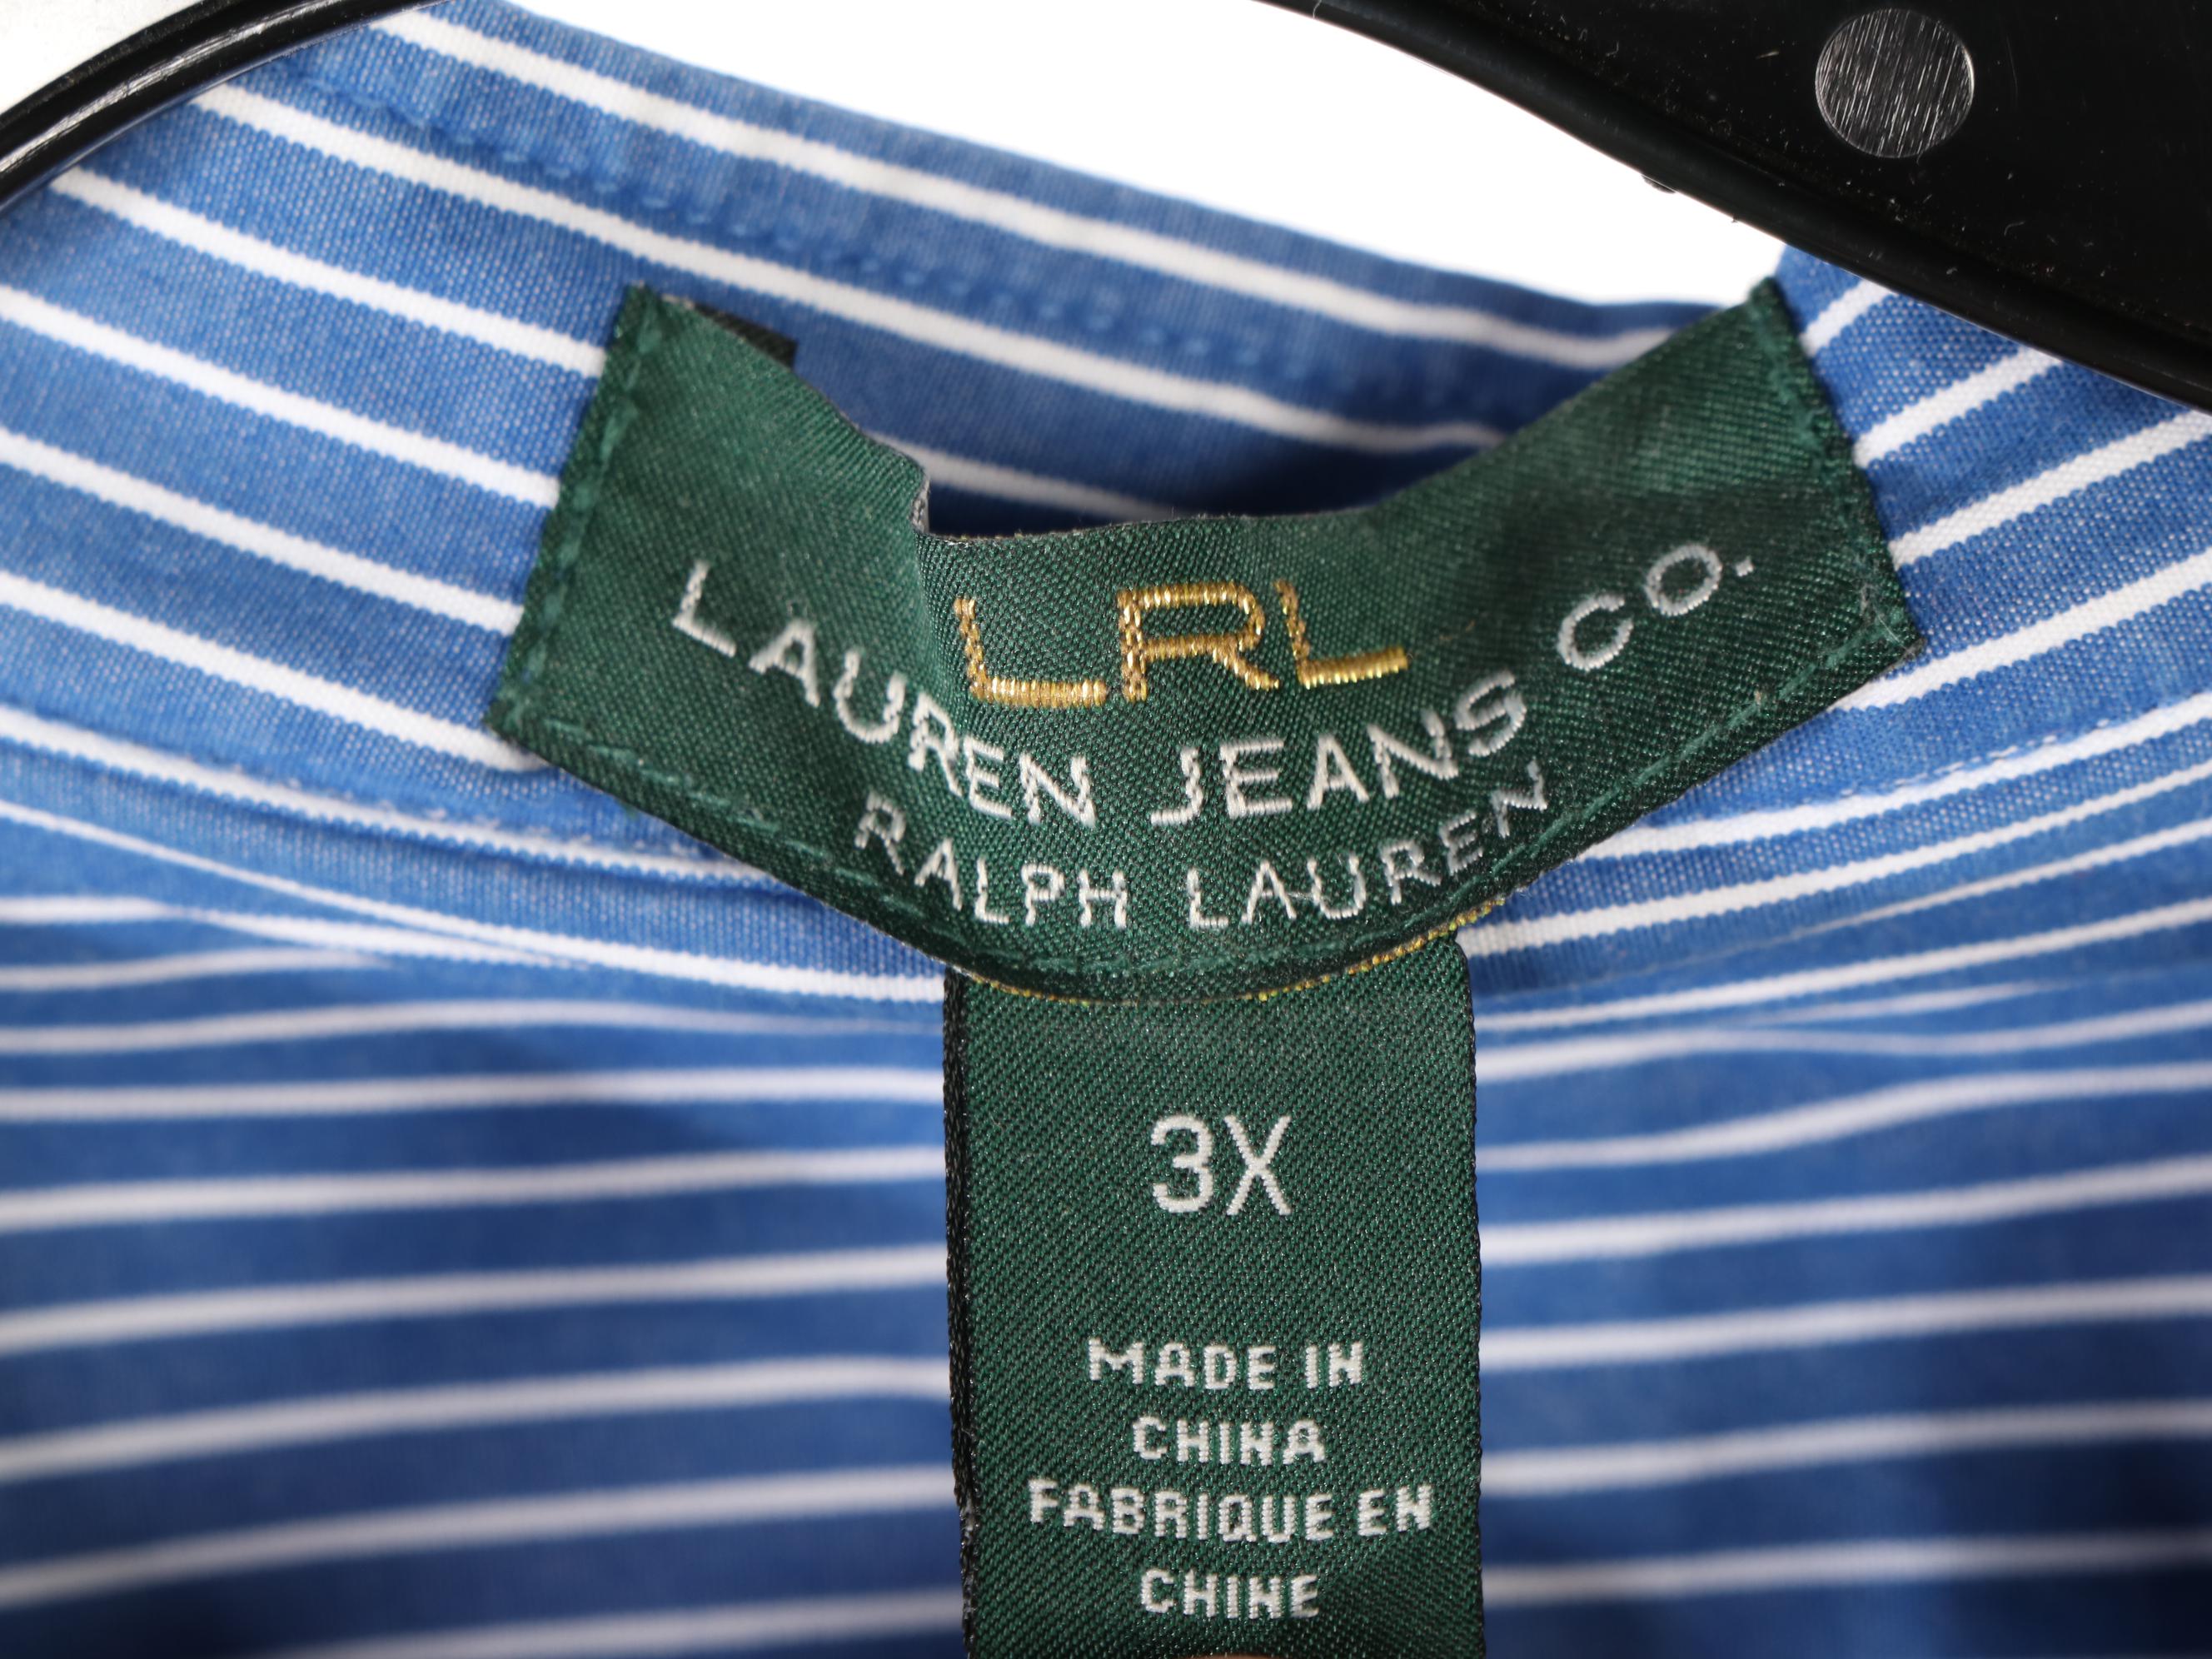 LRL
LAUREN JEANS CO.
RALPH LAUREN
3X
MADE IN
CHINA
FABRIQUE EN
CHINE